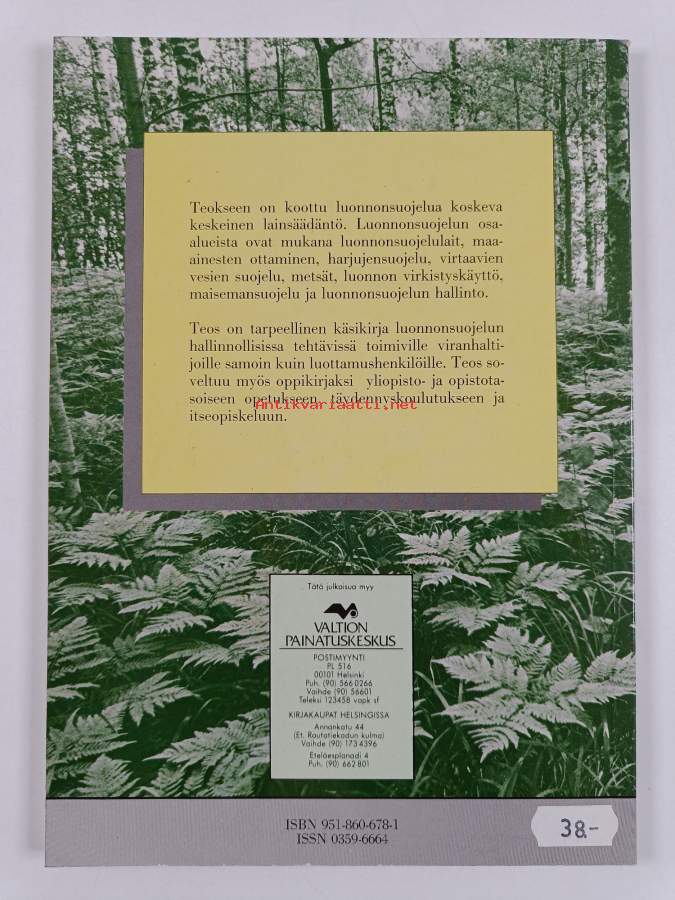 Teokseen on koottu luonnonsuojelua koskeva
keskeinen lainsäädäntö. Luonnonsuojelun osa-
alueista ovat mukana luonnonsuojelulait, maa-
ainesten ottaminen, harjujensuojelu, virtaavien
vesien suojelu, metsät, luonnon virkistyskäyttö,
maisemansuojelu ja luonnonsuojelun hallinto.
Teos on tarpeellinen käsikirja luonnonsuojelun
hallinnollisissa tehtävissä toimiville viranhalti-
joille samoin kuin luottamushenkilöille. Teos so-
veltuu myös oppikirjaksi yliopisto- ja opistota-
soiseen opetukseen, täydennyskoulutukseen ja
Antikvariaatti.net
itseopiskeluun.
Tätä julkaisua myy
VALTION
PAINATUSKESKUS
POSTIMYYNTI
PL 516
00101 Helsinki
Puh. (90) 566 0266
Vaihde (90) 56601
Teleksi 123458 vapk sf
KIRJAKAUPAT HELSINGISSÄ
Annankatu 44
(Et. Rautatiekadun kulma)
Vaihde (90) 173 4396
Eteläesplanadi 4
Puh. (90) 662 801
ISBN 951-860-678-1
ISSN 0359-6664
38.-